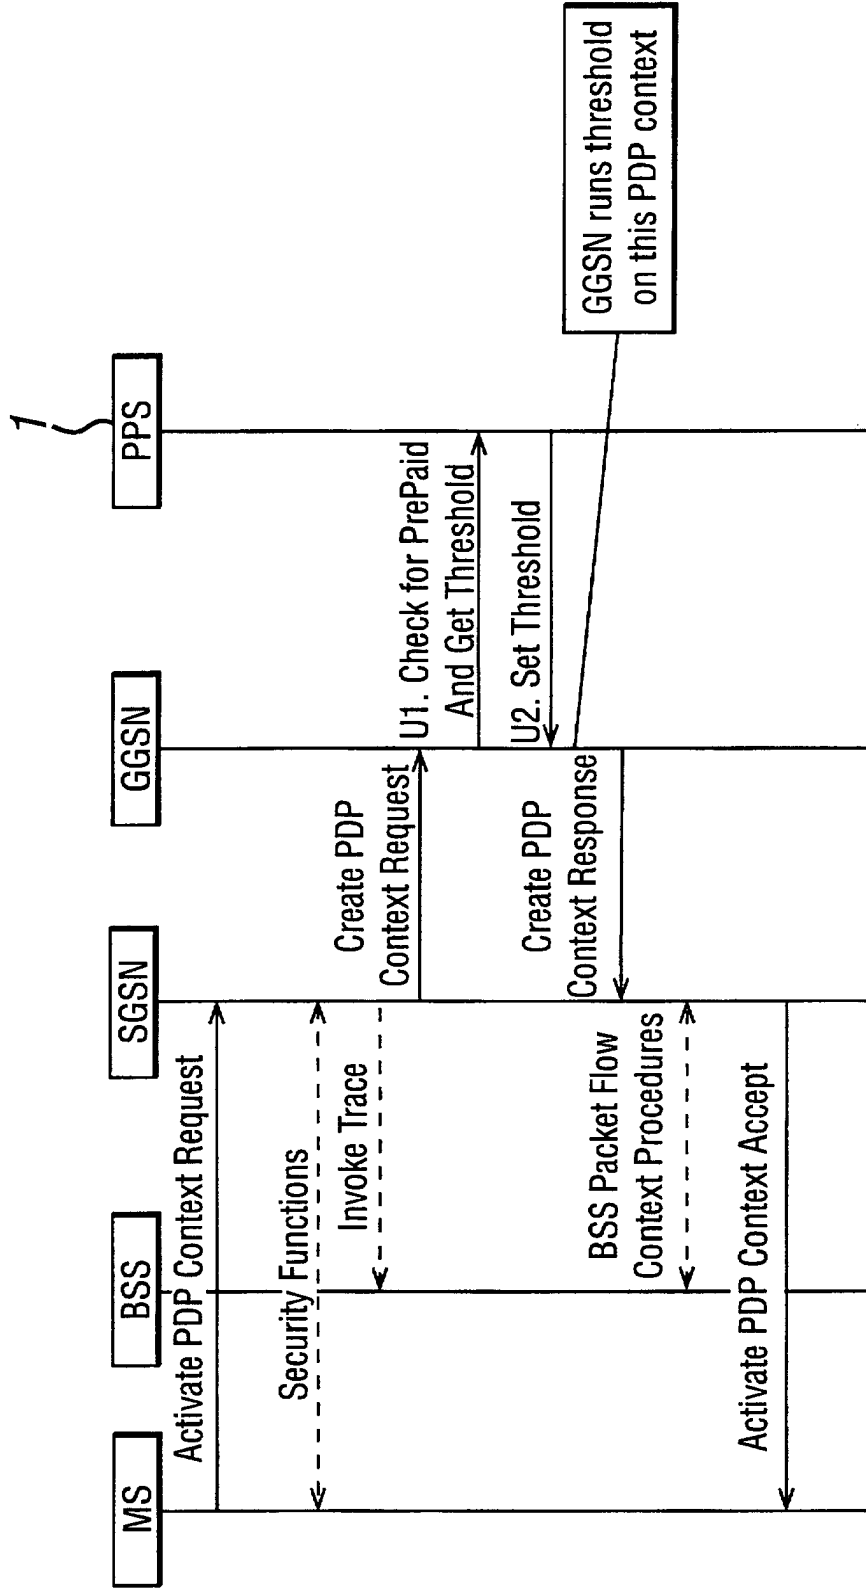 1
MS
BSS
SGSN
GGSN
PPS
Activate PDP Context Request
Security Functions
Invoke Trace
Create PDP
Context Request
U1. Check for PrePaid
And Get Threshold
U2. Set Threshold
GGSN runs threshold
on this PDP context
Create PDP
Context Response
BSS Packet Flow
Context Procedures
Activate PDP Context Accept